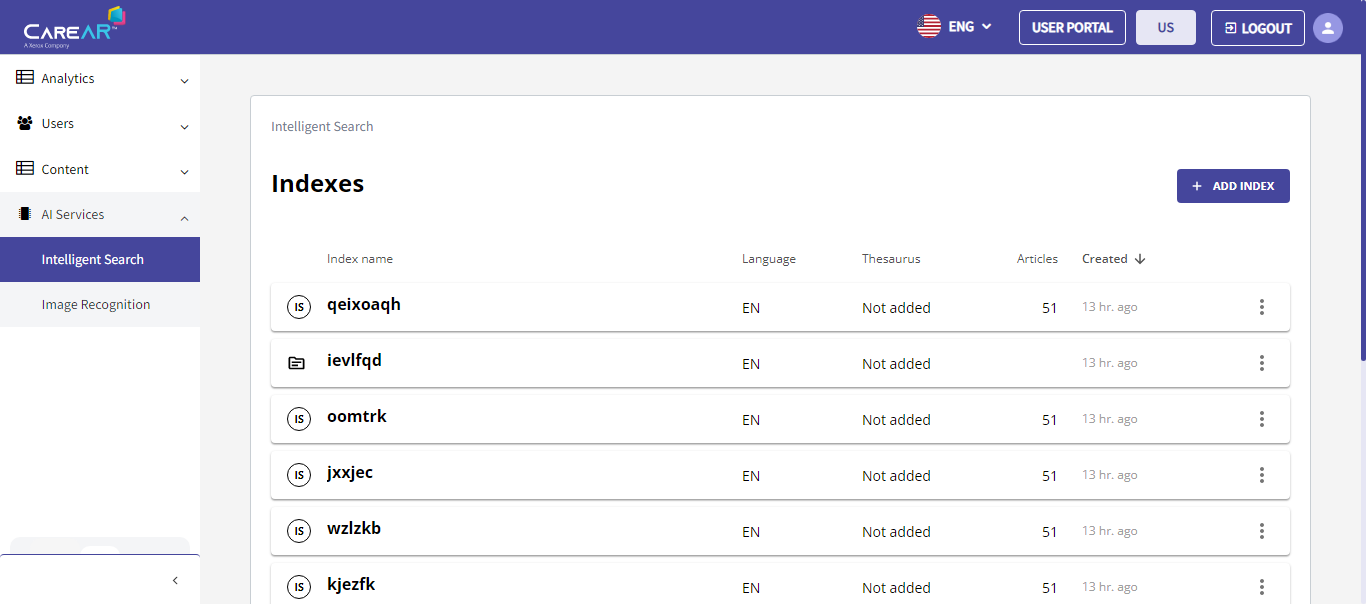 CAREAR™
A Xerox Company
ENG
USER PORTAL
US
LOGOUT
Analytics
Users
Content
AI Services
Intelligent Search
Image Recognition
Intelligent Search
Indexes
+ ADD INDEX
Index name Language Thesaurus Articles Created ↓
IS qeixoaqh EN Not added 51 13 hr. ago
ievlfqd EN Not added 13 hr. ago
IS oomtrk EN Not added 51 13 hr. ago
IS jxxjec EN Not added 51 13 hr. ago
IS wzlzkb EN Not added 51 13 hr. ago
IS kjezfk EN Not added 51 13 hr. ago